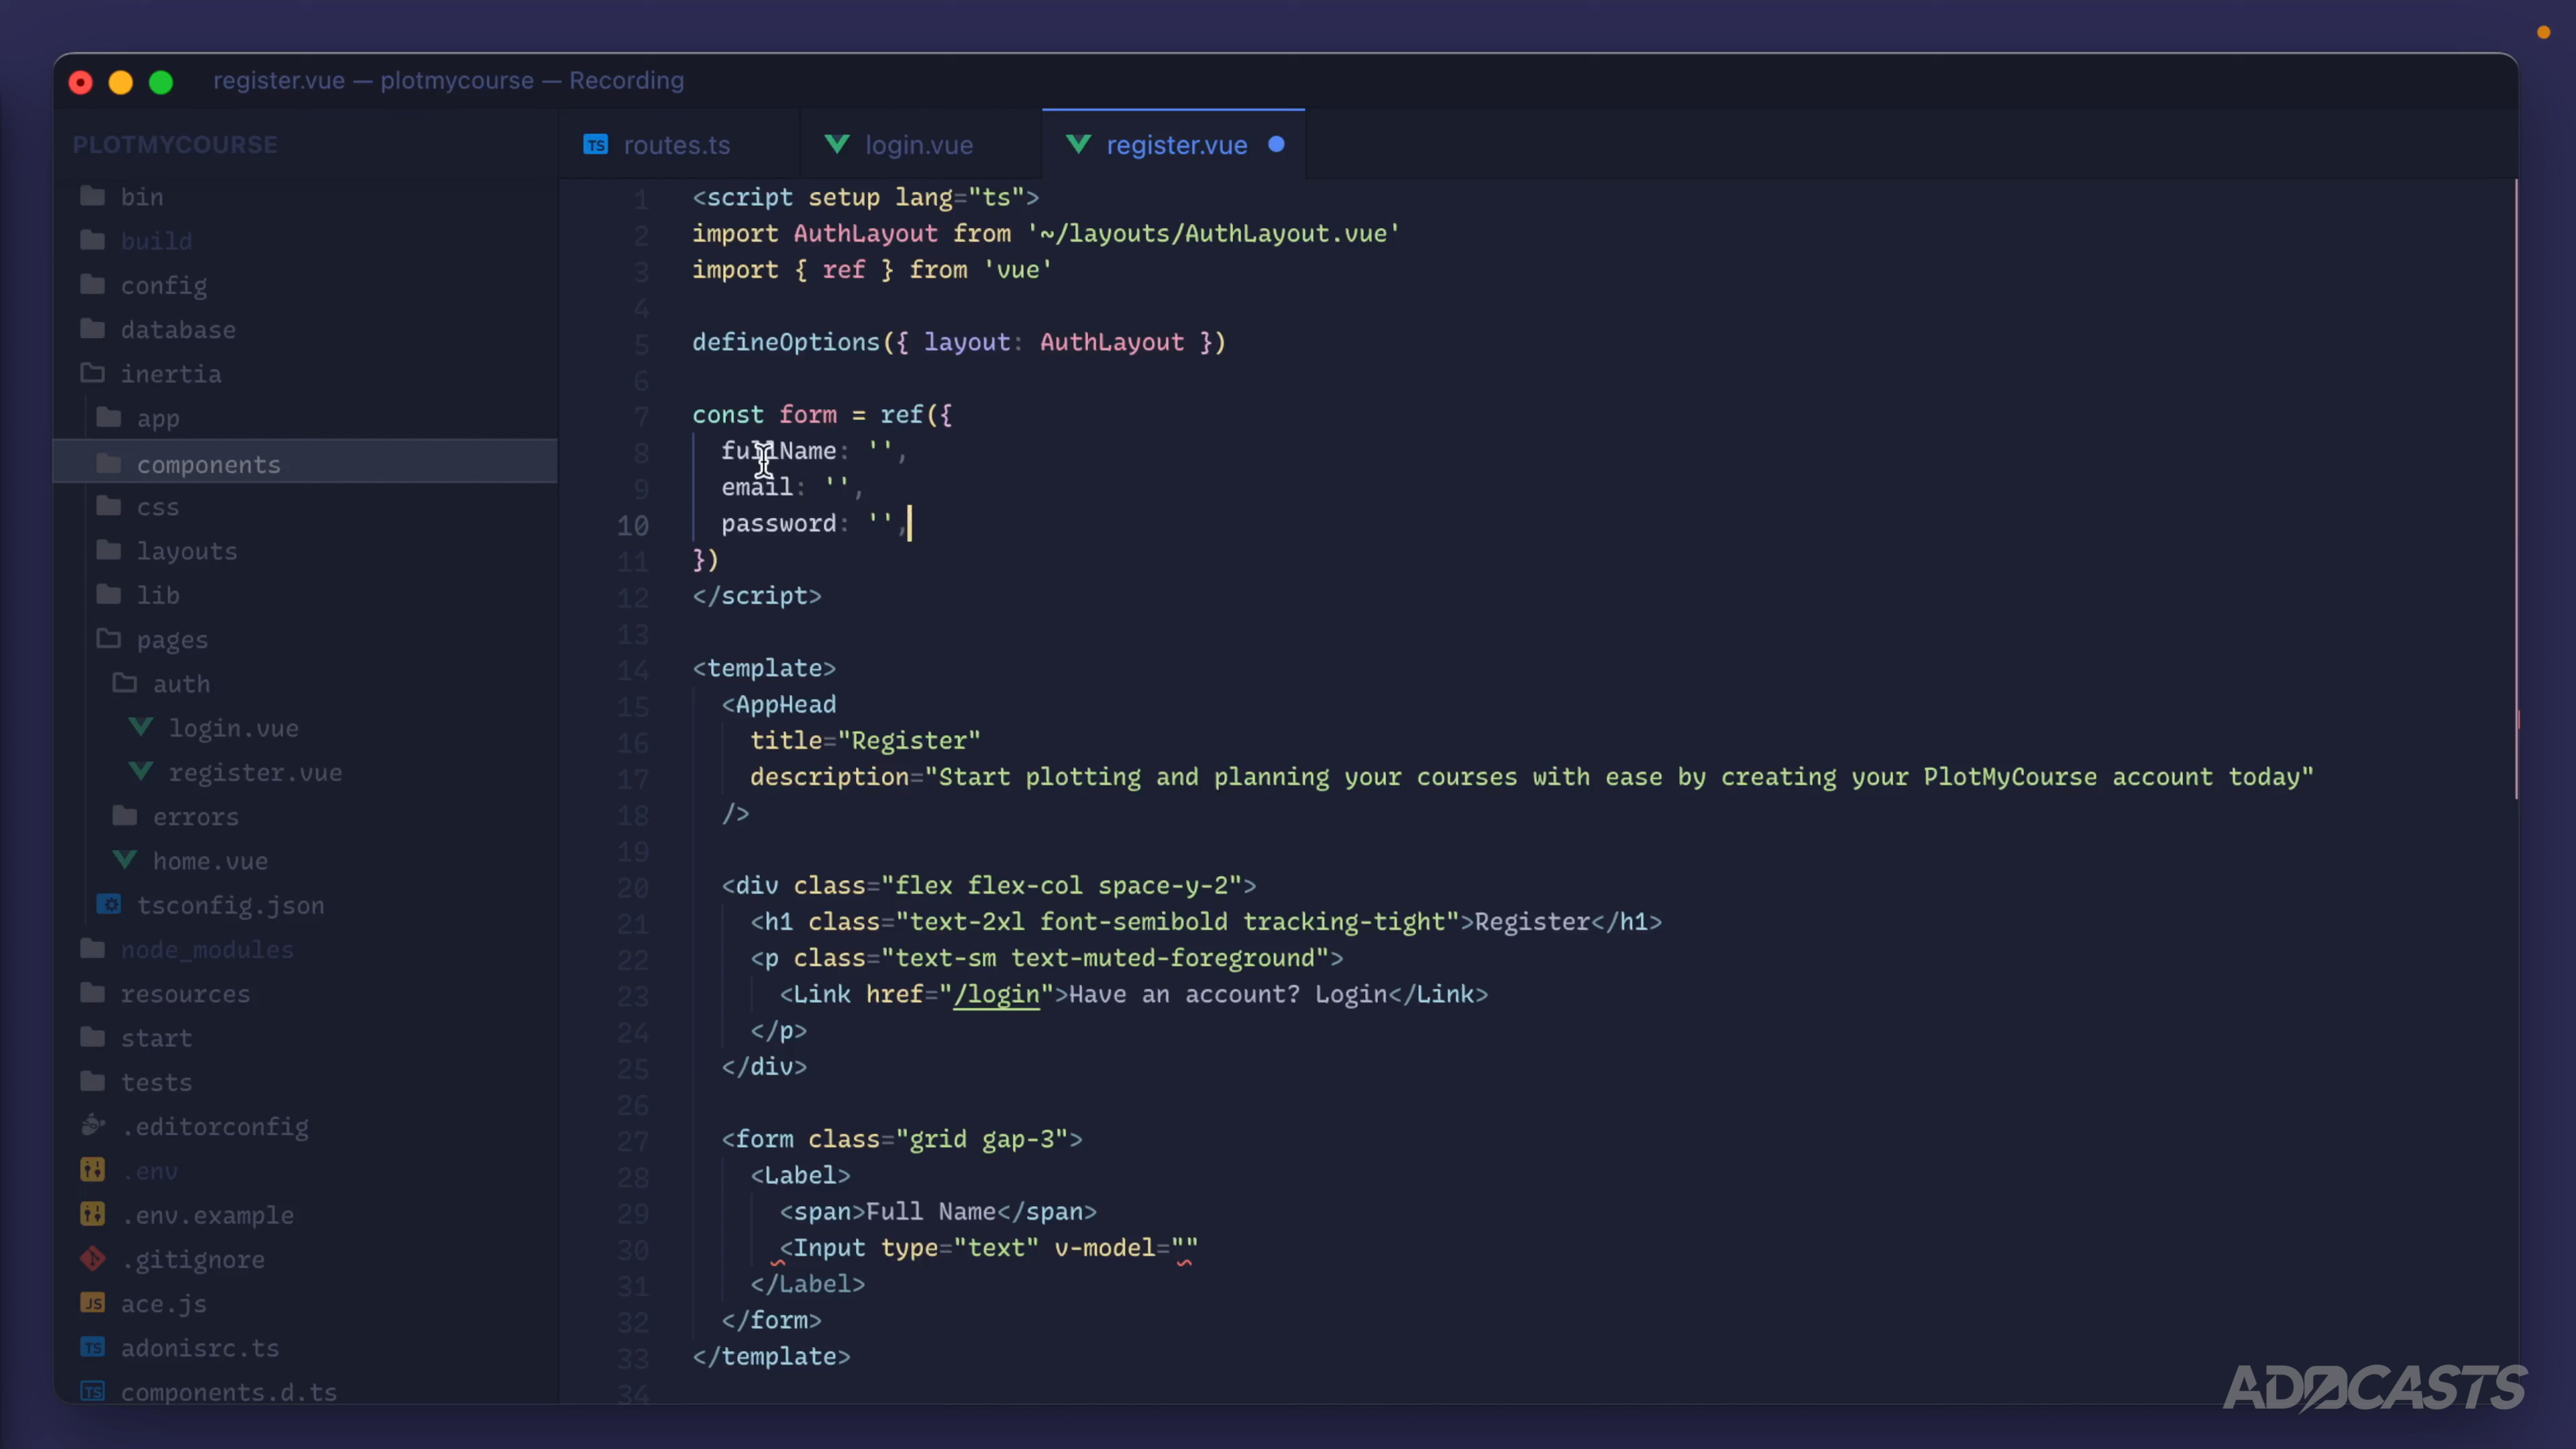 register.vue — plotmycourse — Recording
PLOTMYCOURSE
bin
build
config
database
inertia
app
components
css
layouts
lib
pages
auth
login.vue
register.vue
errors
home.vue
tsconfig.json
node_modules
resources
start
tests
.editorconfig
.env
.env.example
.gitignore
JS ace.js
TS adonisrc.ts
TS components.d.ts
TS routes.ts
login.vue
register.vue
1 <script setup lang="ts">
2 import AuthLayout from '~/layouts/AuthLayout.vue'
3 import { ref } from 'vue'
4
5 defineOptions({ layout: AuthLayout })
6
7 const form = ref({
8 fullName: '',
9 email: '',
10 password: '',
11 })
12 </script>
13
14 <template>
15 <AppHead
16 title="Register"
17 description="Start plotting and planning your courses with ease by creating your PlotMyCourse account today"
18 />
19
20 <div class="flex flex-col space-y-2">
21 <h1 class="text-2xl font-semibold tracking-tight">Register</h1>
22 <p class="text-sm text-muted-foreground">
23 <Link href="/login">Have an account? Login</Link>
24 </p>
25 </div>
26
27 <form class="grid gap-3">
28 <Label>
29 <span>Full Name</span>
30 <Input type="text" v-model=""
31 </Label>
32 </form>
33 </template>
34
ADOCASTS